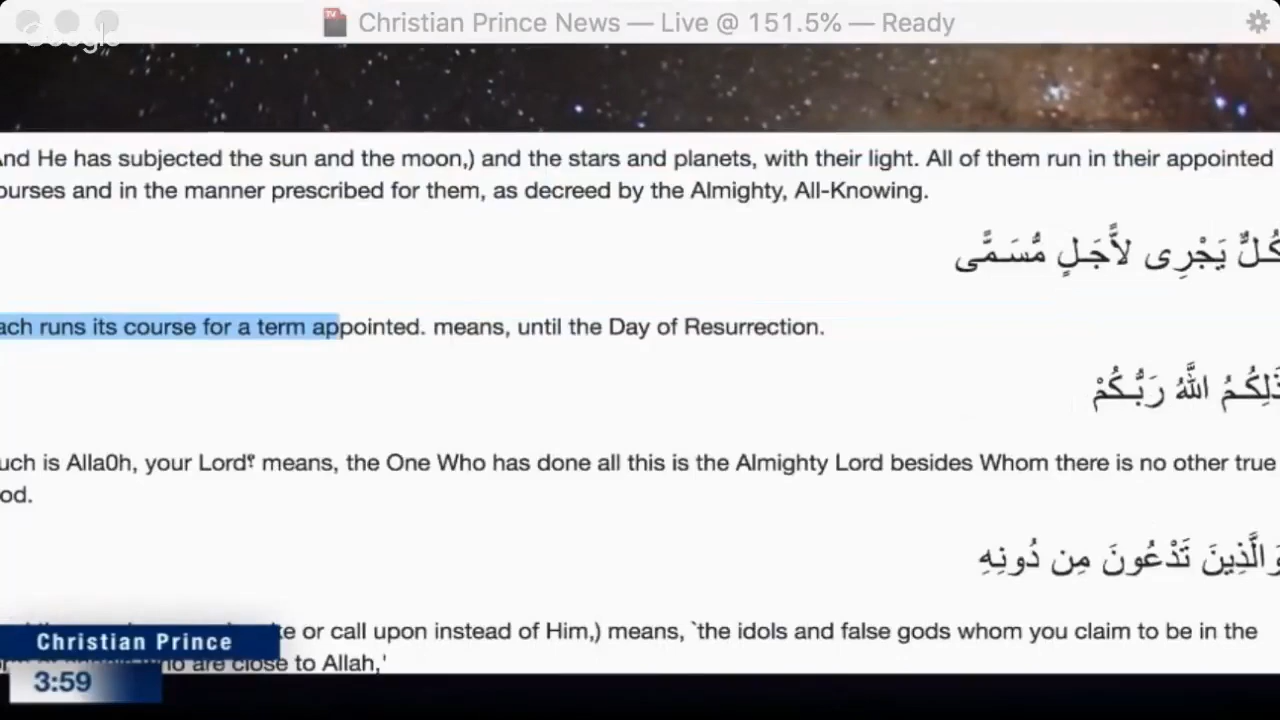 Christian Prince News — Live @ 151.5% — Ready
Google
And He has subjected the sun and the moon,) and the stars and planets, with their light. All of them run in their appointed
ourses and in the manner prescribed for them, as decreed by the Almighty, All-Knowing.
كُلٌّ يَجْرِى لاًّجَلٍ مُّسَمًّى
ach runs its course for a term appointed. means, until the Day of Resurrection.
ذَلِكُمُ اللَّهُ رَبُّكُمْ
uch is Alla0h, your Lord؟ means, the One Who has done all this is the Almighty Lord besides Whom there is no other true
od.
وَالَّذِينَ تَدْعُونَ مِن دُونِهِ
ke or call upon instead of Him,) means, `the idols and false gods whom you claim to be in the
who are close to Allah,'
Christian Prince
3:59